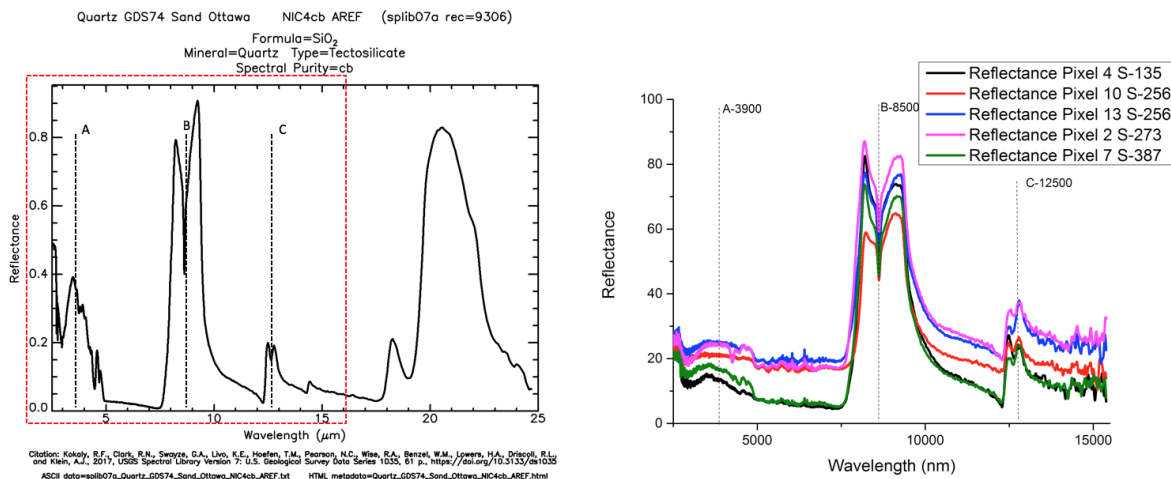 Quartz GDS74 Sand Ottawa NIC4cb AREF (splib07a rec=9306)
Formula=SiO2
Mineral=Quartz Type=Tectosilicate
Spectral Purity=cb
A
B
C
Reflectance
0.8
0.6
0.4
0.2
0.0
5
10
15
20
25
Wavelength (μm)
Citation: Kokaly, R.F., Clark, R.N., Swayze, G.A., Livo, K.E., Hoefen, T.M., Pearson, N.C., Wise, R.A., Benzel, W.M., Lowers, H.A., Driscoll, R.L.,
and Klein, A.J., 2017, USGS Spectral Library Version 7: U.S. Geological Survey Data Series 1035, 61 p., https://doi.org/10.3133/ds1035
ASCII data=splib07a_Quartz_GDS74_Sand_Ottawa_NIC4cb_AREF.txt HTML metadata=Quartz_GDS74_Sand_Ottawa_NIC4cb_AREF.html
Reflectance Pixel 4 S-135
Reflectance Pixel 10 S-256
Reflectance Pixel 13 S-256
Reflectance Pixel 2 S-273
Reflectance Pixel 7 S-387
A-3900
B-8500
C-12500
Reflectance
100
80
60
40
20
0
5000
10000
15000
Wavelength (nm)